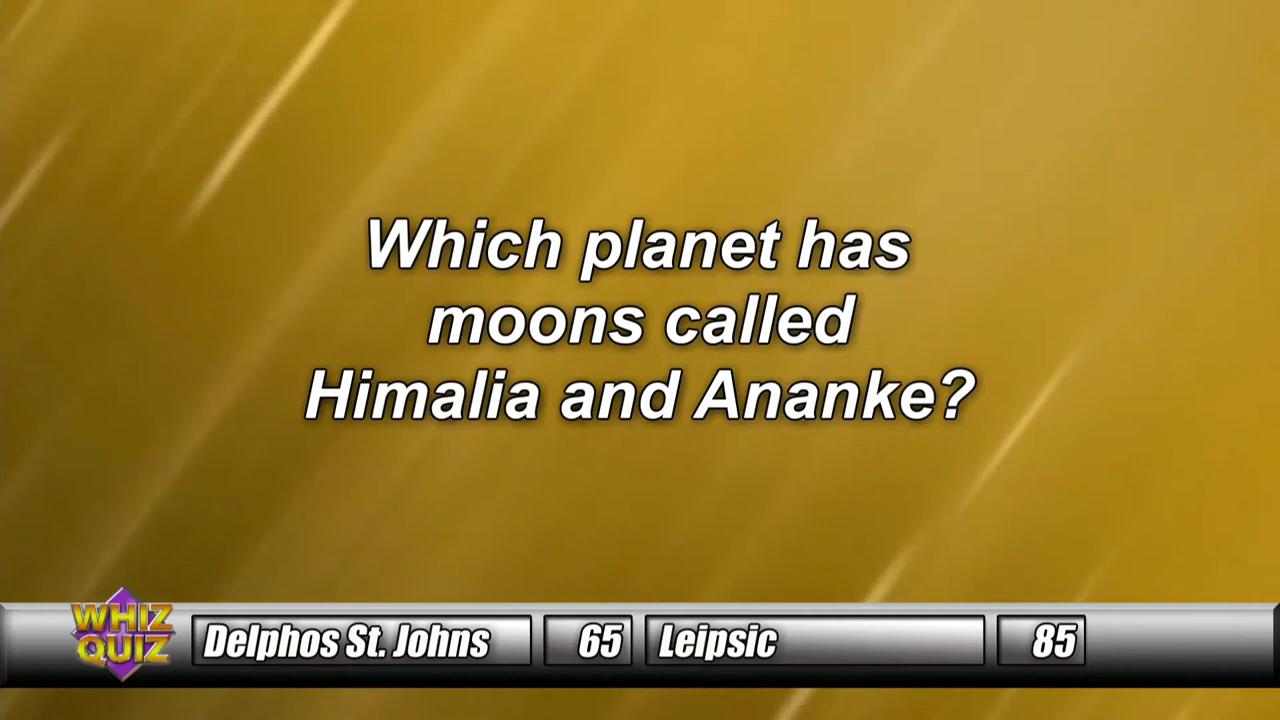 Which planet has
moons called
Himalia and Ananke?
WHIZ
QUIZ
Delphos St. Johns 65 Leipsic 85